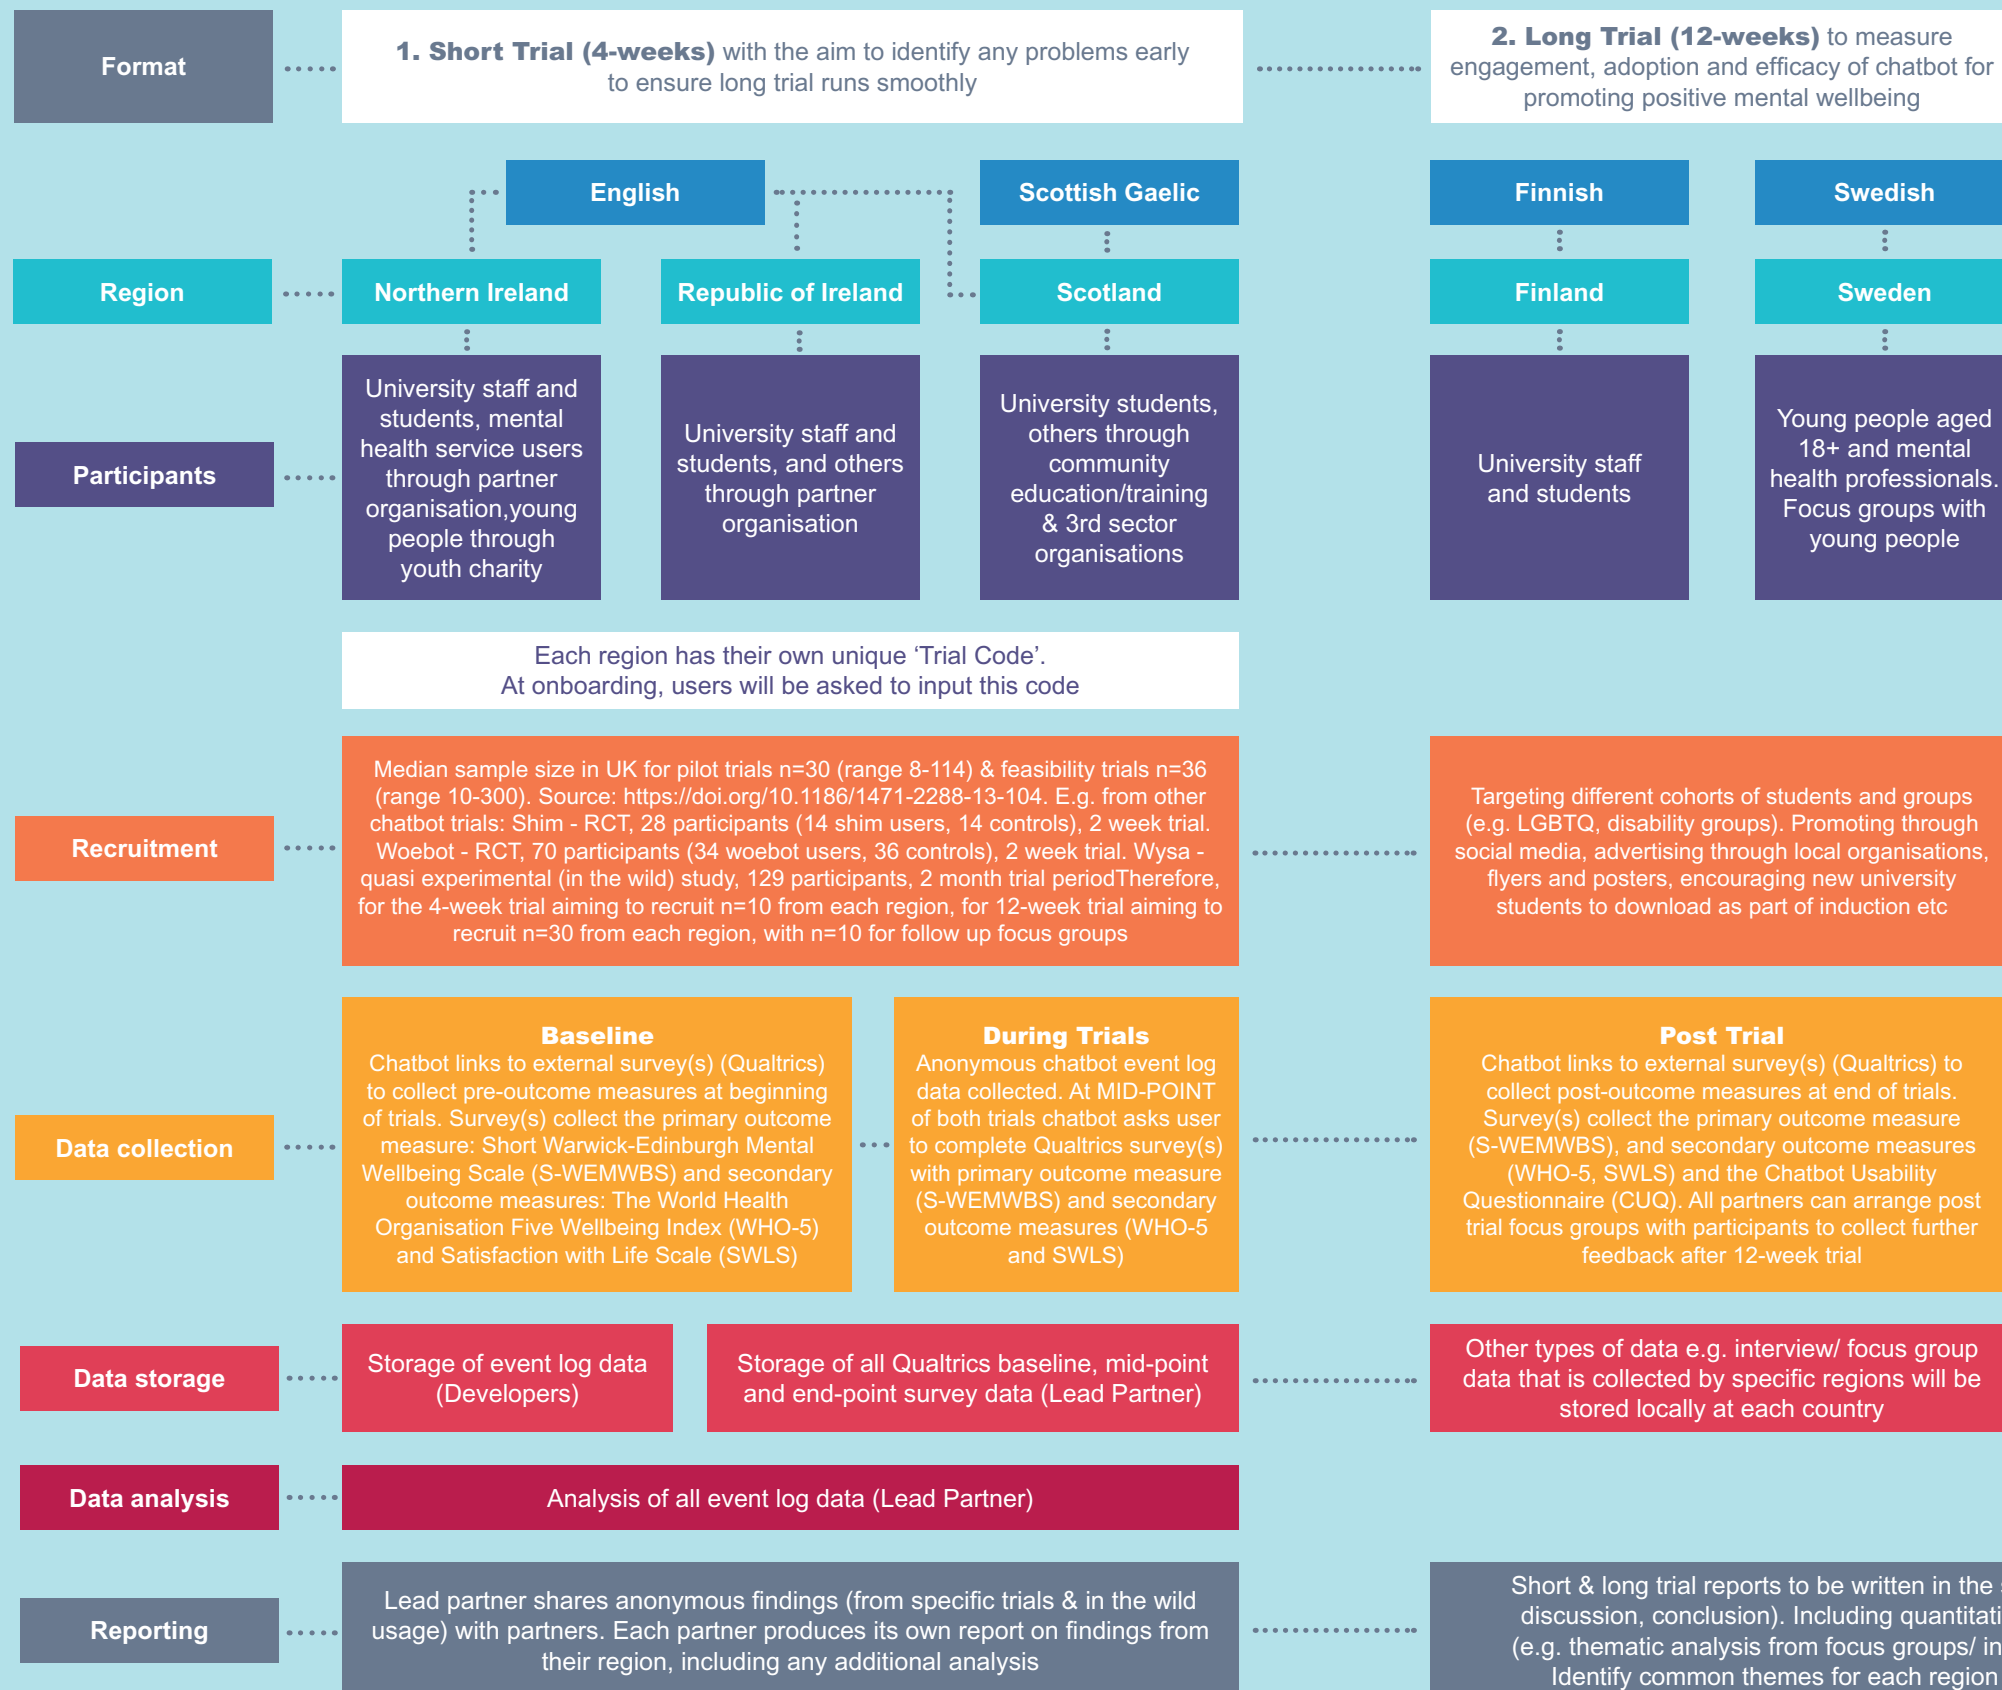 Format
1. Short Trial (4-weeks) with the aim to identify any problems early
to ensure long trial runs smoothly
2. Long Trial (12-weeks) to measure
engagement, adoption and efficacy of chatbot for
promoting positive mental wellbeing
English
Scottish Gaelic
Finnish
Swedish
Region
Northern Ireland
Republic of Ireland
Scotland
Finland
Sweden
Participants
University staff and
students, mental
health service users
through partner
organisation,young
people through
youth charity
University staff and
students, and others
through partner
organisation
University students,
others through
community
education/training
& 3rd sector
organisations
University staff
and students
Young people aged
18+ and mental
health professionals.
Focus groups with
young people
Each region has their own unique ‘Trial Code’.
At onboarding, users will be asked to input this code
Recruitment
Median sample size in UK for pilot trials n=30 (range 8-114) & feasibility trials n=36
(range 10-300). Source: https://doi.org/10.1186/1471-2288-13-104. E.g. from other
chatbot trials: Shim - RCT, 28 participants (14 shim users, 14 controls), 2 week trial.
Woebot - RCT, 70 participants (34 woebot users, 36 controls), 2 week trial. Wysa -
quasi experimental (in the wild) study, 129 participants, 2 month trial periodTherefore,
for the 4-week trial aiming to recruit n=10 from each region, for 12-week trial aiming to
recruit n=30 from each region, with n=10 for follow up focus groups
Targeting different cohorts of students and groups
(e.g. LGBTQ, disability groups). Promoting through
social media, advertising through local organisations,
flyers and posters, encouraging new university
students to download as part of induction etc
Data collection
Baseline
Chatbot links to external survey(s) (Qualtrics)
to collect pre-outcome measures at beginning
of trials. Survey(s) collect the primary outcome
measure: Short Warwick-Edinburgh Mental
Wellbeing Scale (S-WEMWBS) and secondary
outcome measures: The World Health
Organisation Five Wellbeing Index (WHO-5)
and Satisfaction with Life Scale (SWLS)
During Trials
Anonymous chatbot event log
data collected. At MID-POINT
of both trials chatbot asks user
to complete Qualtrics survey(s)
with primary outcome measure
(S-WEMWBS) and secondary
outcome measures (WHO-5
and SWLS)
Post Trial
Chatbot links to external survey(s) (Qualtrics) to
collect post-outcome measures at end of trials.
Survey(s) collect the primary outcome measure
(S-WEMWBS), and secondary outcome measures
(WHO-5, SWLS) and the Chatbot Usability
Questionnaire (CUQ). All partners can arrange post
trial focus groups with participants to collect further
feedback after 12-week trial
Data storage
Storage of event log data
(Developers)
Storage of all Qualtrics baseline, mid-point
and end-point survey data (Lead Partner)
Other types of data e.g. interview/ focus group
data that is collected by specific regions will be
stored locally at each country
Data analysis
Analysis of all event log data (Lead Partner)
Reporting
Lead partner shares anonymous findings (from specific trials & in the wild
usage) with partners. Each partner produces its own report on findings from
their region, including any additional analysis
Short & long trial reports to be written in the
discussion, conclusion). Including
(e.g. thematic analysis from focus groups/
Identify common themes for each region